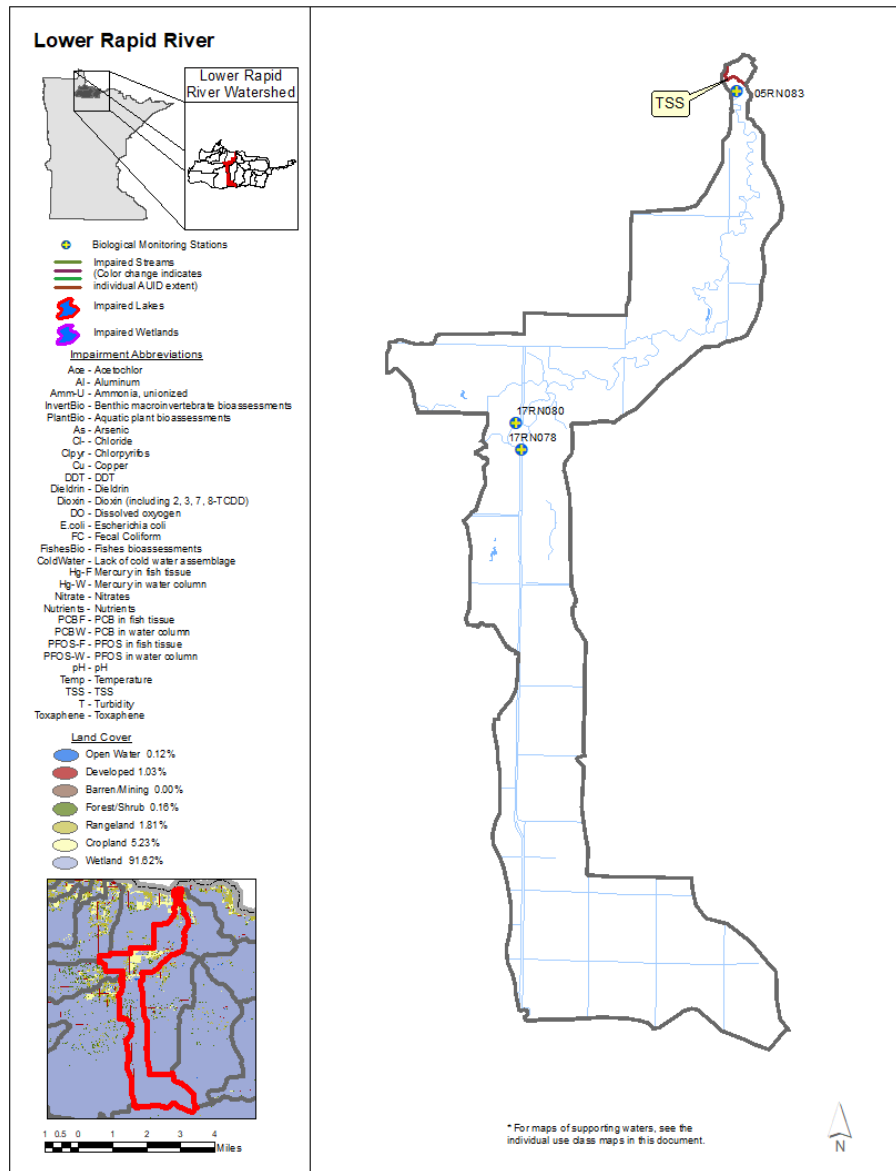 Lower Rapid River
Lower Rapid
River Watershed
Biological Monitoring Stations
Impaired Streams
(Color change indicates
individual AUID extent)
Impaired Lakes
Impaired Wetlands
Impairment Abbreviations
Ace - Acetochlor
Al - Aluminum
Amm-U - Ammonia, unionized
InvertBio - Benthic macroinvertebrate bioassessments
PlantBio - Aquatic plant bioassessments
As - Arsenic
Cl- - Chloride
Clpyr - Chlorpyrifos
Cu - Copper
DDT - DDT
Dieldrin - Dieldrin
Dioxin - Dioxin (including 2, 3, 7, 8-TCDD)
DO - Dissolved oxyogen
E.coli - Escherichia coli
FC - Fecal Coliform
FishesBio - Fishes bioassessments
ColdWater - Lack of cold water assemblage
Hg-F Mercury in fish tissue
Hg-W - Mercury in water column
Nitrate - Nitrates
Nutrients - Nutrients
PCBF - PCB in fish tissue
PCBW - PCB in water column
PFOS-F - PFOS in fish tissue
PFOS-W - PFOS in water column
pH - pH
Temp - Temperature
TSS - TSS
T - Turbidity
Toxaphene - Toxaphene
Land Cover
Open Water 0.12%
Developed 1.03%
Barren/Mining 0.00%
Forest/Shrub 0.16%
Rangeland 1.81%
Cropland 5.23%
Wetland 91.62%
1 0.5 0 1 2 3 4
Miles
TSS
05RN083
17RN080
17RN078
* For maps of supporting waters, see the
individual use class maps in this document.
N